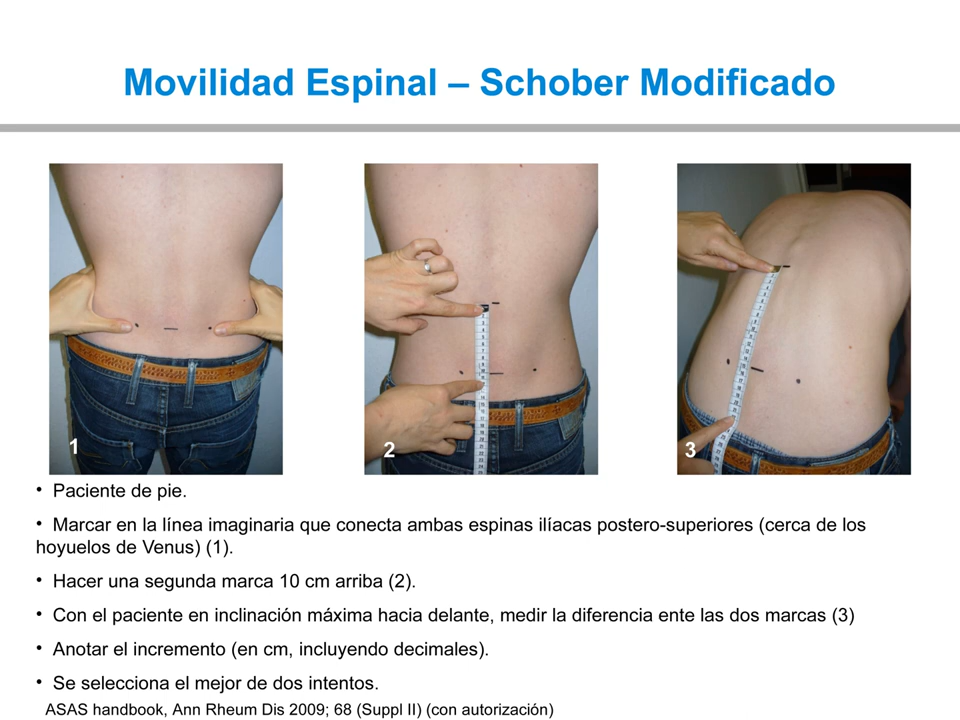 Movilidad Espinal – Schober Modificado
1
2
3
• Paciente de pie.
• Marcar en la línea imaginaria que conecta ambas espinas ilíacas postero-superiores (cerca de los
hoyuelos de Venus) (1).
• Hacer una segunda marca 10 cm arriba (2).
• Con el paciente en inclinación máxima hacia delante, medir la diferencia ente las dos marcas (3)
• Anotar el incremento (en cm, incluyendo decimales).
• Se selecciona el mejor de dos intentos.
ASAS handbook, Ann Rheum Dis 2009; 68 (Suppl II) (con autorización)